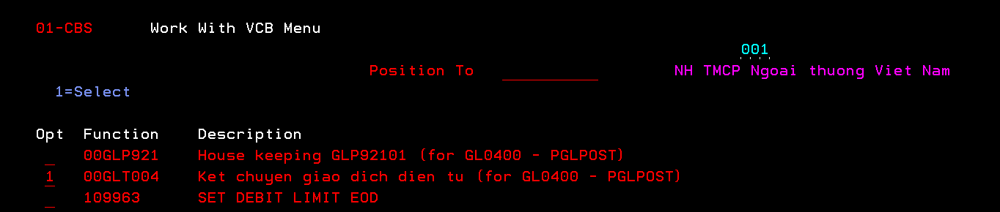 01-CBS Work With VCB Menu
001
Position To ___________ NH TMCP Ngoai thuong Viet Nam
1=Select
Opt Function Description
_ 00GLP921 House keeping GLP92101 (for GL0400 - PGLPOST)
1 00GLT004 Ket chuyen giao dich dien tu (for GL0400 - PGLPOST)
_ 109963 SET DEBIT LIMIT EOD